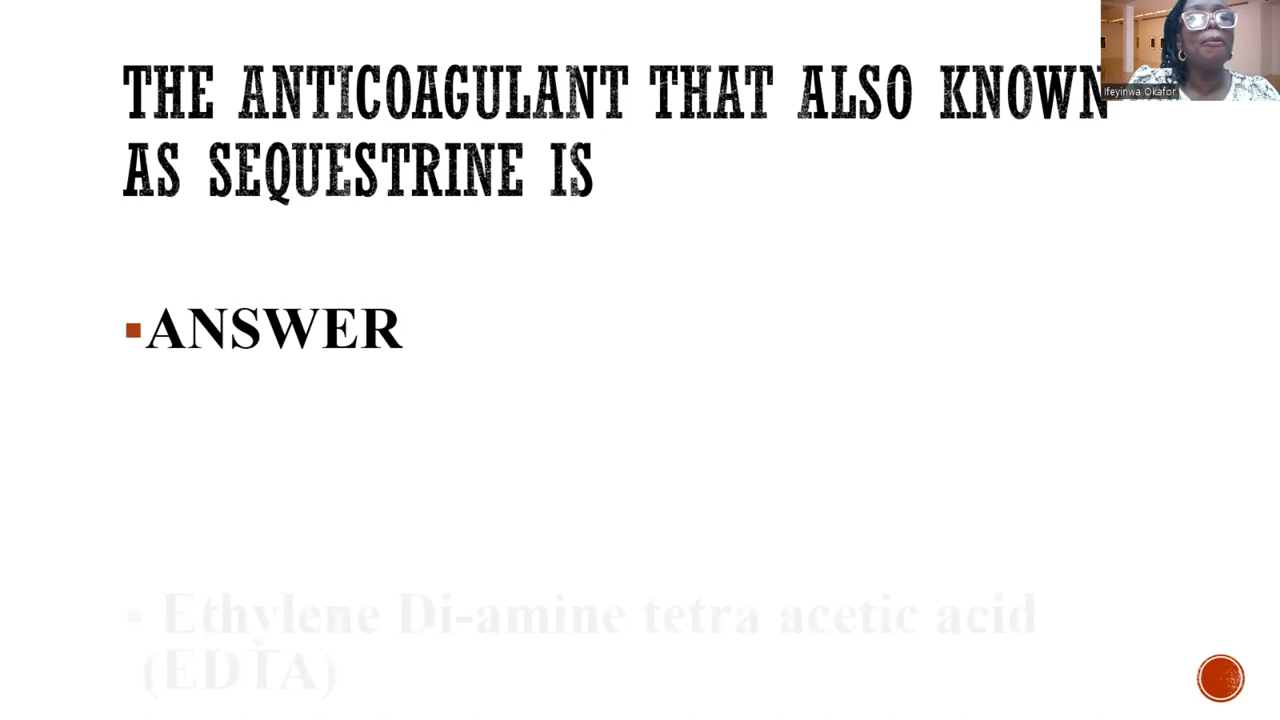 THE ANTICOAGULANT THAT ALSO KNOWN
AS SEQUESTRINE IS
Ifeyinwa Okafor
▪ANSWER
▪ Ethylene Di-amine tetra acetic acid
(EDTA)